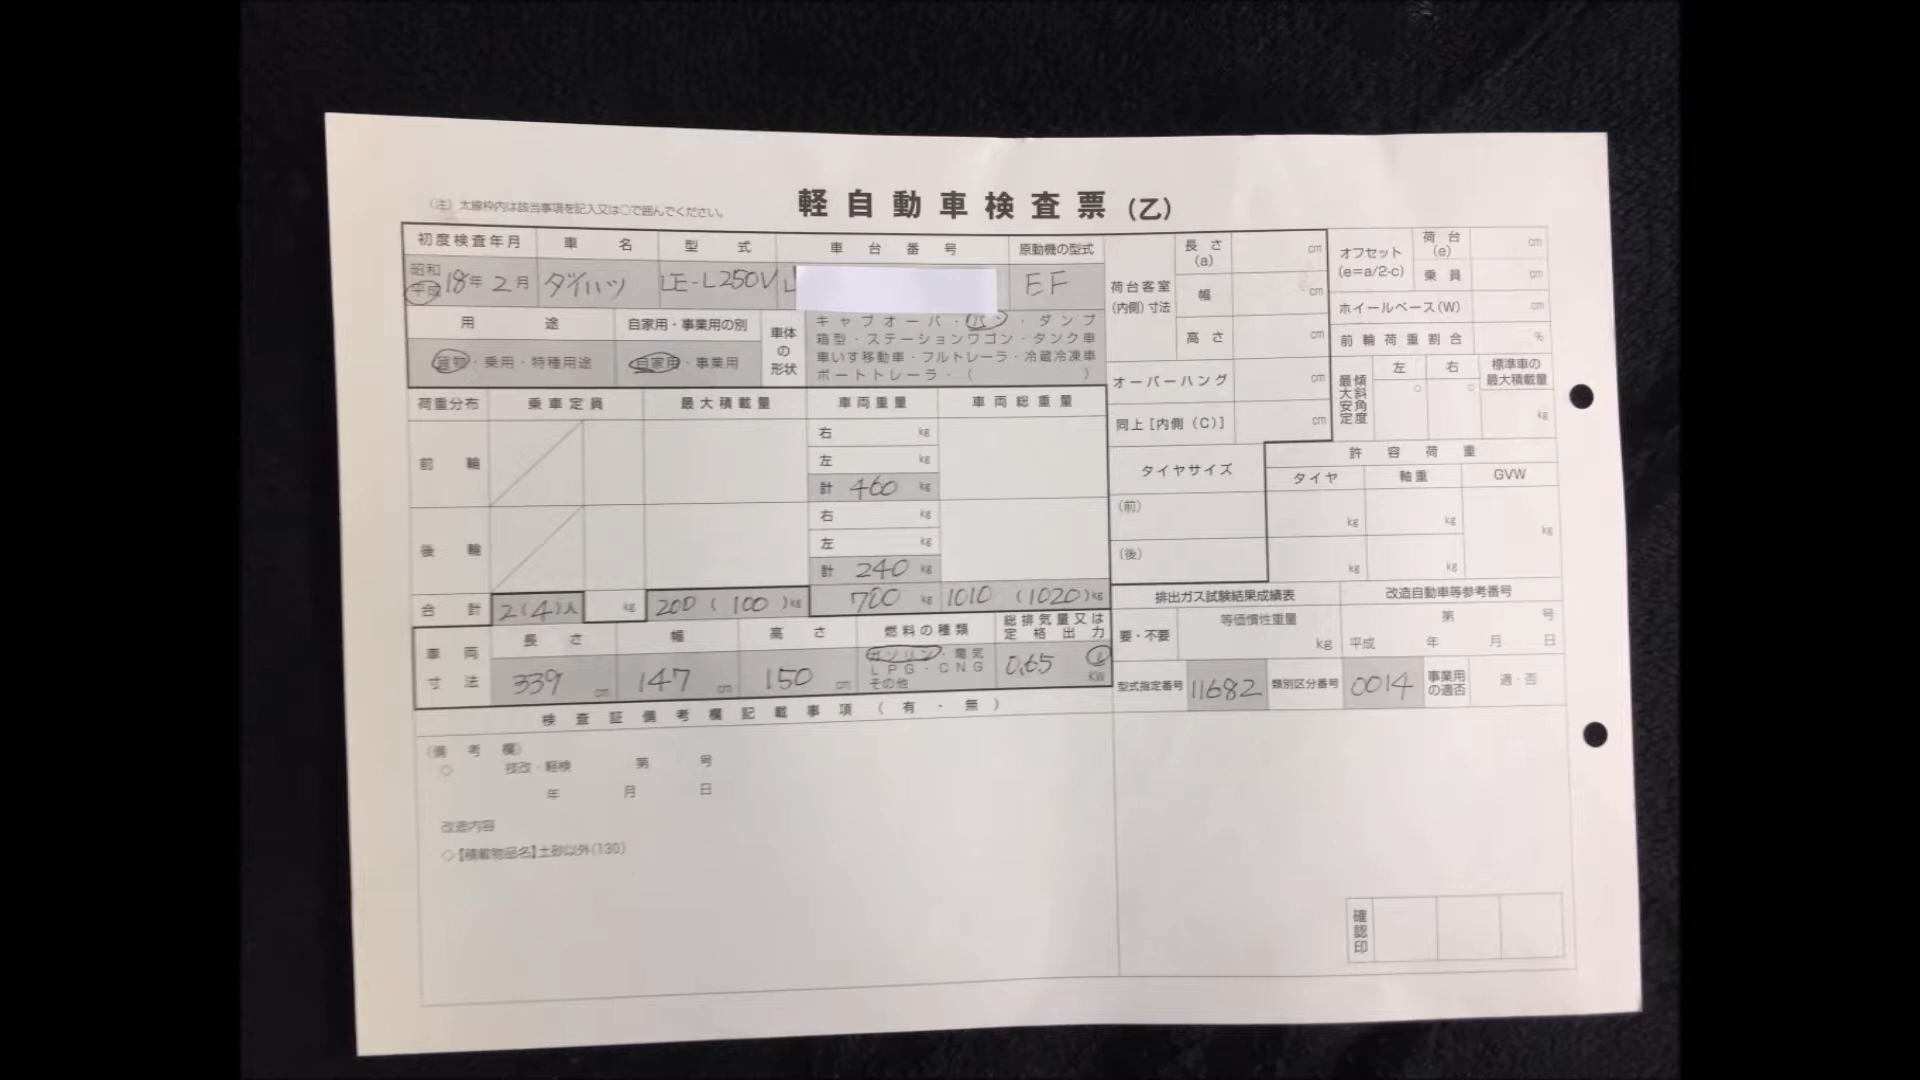 軽自動車検査票(乙)
(注) 太線枠内は該当事項を記入又は○で囲んでください。
初度検査年月 車名 型式 車台番号 原動機の型式
昭和
平成 18年 2月 ダイハツ LE-L250V L EF
用途 自家用・事業用の別 車体の形状
貨物・乗用・特種用途 自家用・事業用
キャブオーバ・バン・ダンプ
箱型・ステーションワゴン・タンク車
車いす移動車・フルトレーラ・冷蔵冷凍車
ボートトレーラ・( )
荷台客室(内側)寸法
長さ(a) cm
幅 cm
高さ cm
オーバーハング cm
同上[内側(C)] cm
オフセット(e=a/2-c) 荷台(e) cm
乗員 cm
ホイールベース(W) cm
前輪荷重割合 %
最大安定傾斜角度 左 右 標準車の最大積載量
° ° kg
荷重分布 乗車定員 最大積載量 車両重量 車両総重量
前輪 右 kg
左 kg
計 460 kg
後輪 右 kg
左 kg
計 240 kg
合計 2(4)人 kg 200(100)kg 700 kg 1010 (1020)kg
タイヤサイズ 許容荷重
タイヤ 軸重 GVW
(前) kg kg kg
(後) kg kg
車両寸法 長さ 幅 高さ 燃料の種類 総排気量又は定格出力
339 cm 147 cm 150 cm
ガソリン・電気
LPG・CNG
その他
0.65 ℓ
KW
排出ガス試験結果成績表 改造自動車等参考番号
要・不要 等価慣性重量 kg
第 号
平成 年 月 日
型式指定番号 11682 類別区分番号 0014 事業用の適否 適・否
検査証備考欄記載事項(有・無)
(備考欄)
◇ 技改・軽検 第 号
年 月 日
改造内容
◇【積載物品名】土砂以外(130)
確認印